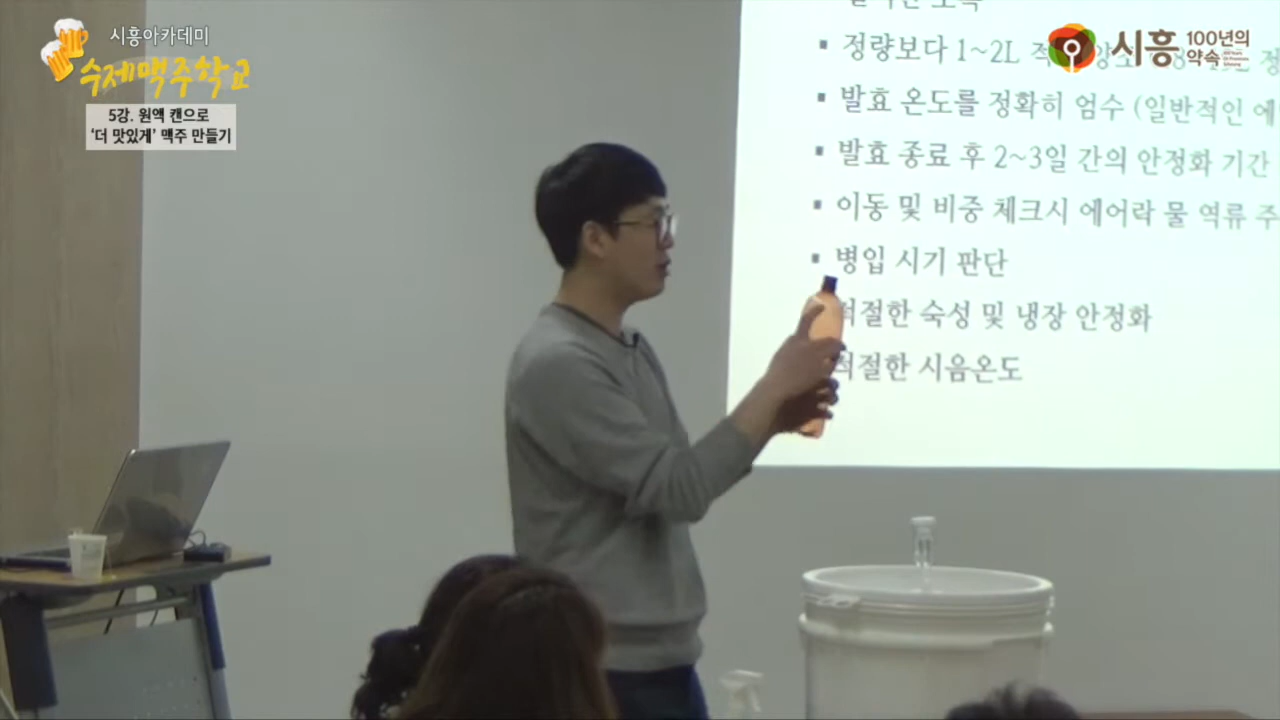 시흥아카데미
수제맥주학교
5강. 원액 캔으로
‘더 맛있게’ 맥주 만들기
시흥 100년의 약속
정량보다 1~2L
발효 온도를 정확히 엄수 (일반적인 에
발효 종료 후 2~3일 간의 안정화 기간
이동 및 비중 체크시 에어락 물 역류 주
병입 시기 판단
적절한 숙성 및 냉장 안정화
적절한 시음온도